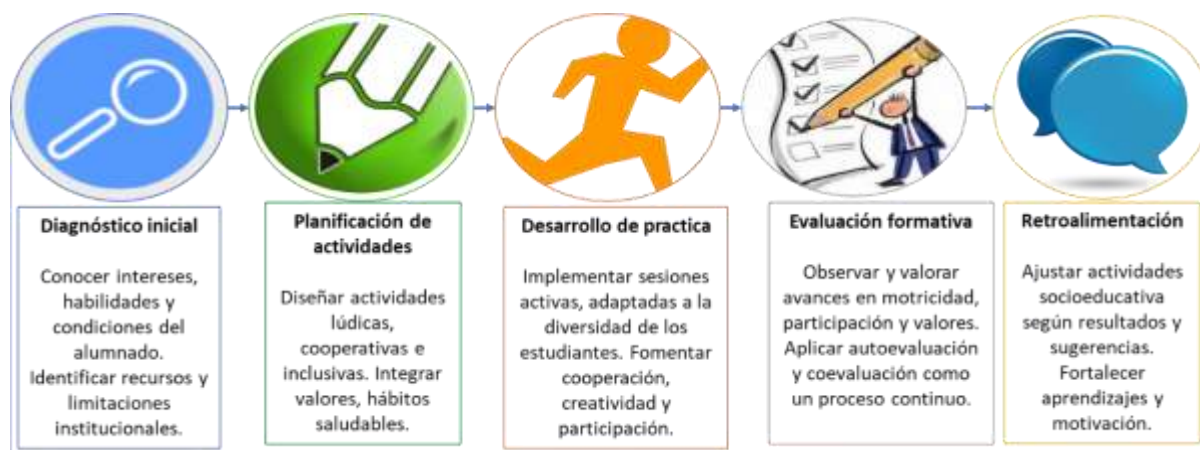 Diagnóstico inicial
Conocer intereses,
habilidades y
condiciones del
alumnado.
Identificar recursos y
limitaciones
institucionales.
Planificación de
actividades
Diseñar actividades
lúdicas,
cooperativas e
inclusivas. Integrar
valores, hábitos
saludables.
Desarrollo de practica
Implementar sesiones
activas, adaptadas a la
diversidad de los
estudiantes. Fomentar
cooperación,
creatividad y
participación.
Evaluación formativa
Observar y valorar
avances en motricidad,
participación y valores.
Aplicar autoevaluación
y coevaluación como
un proceso continuo.
Retroalimentación
Ajustar actividades
socioeducativa
según resultados y
sugerencias.
Fortalecer
aprendizajes y
motivación.